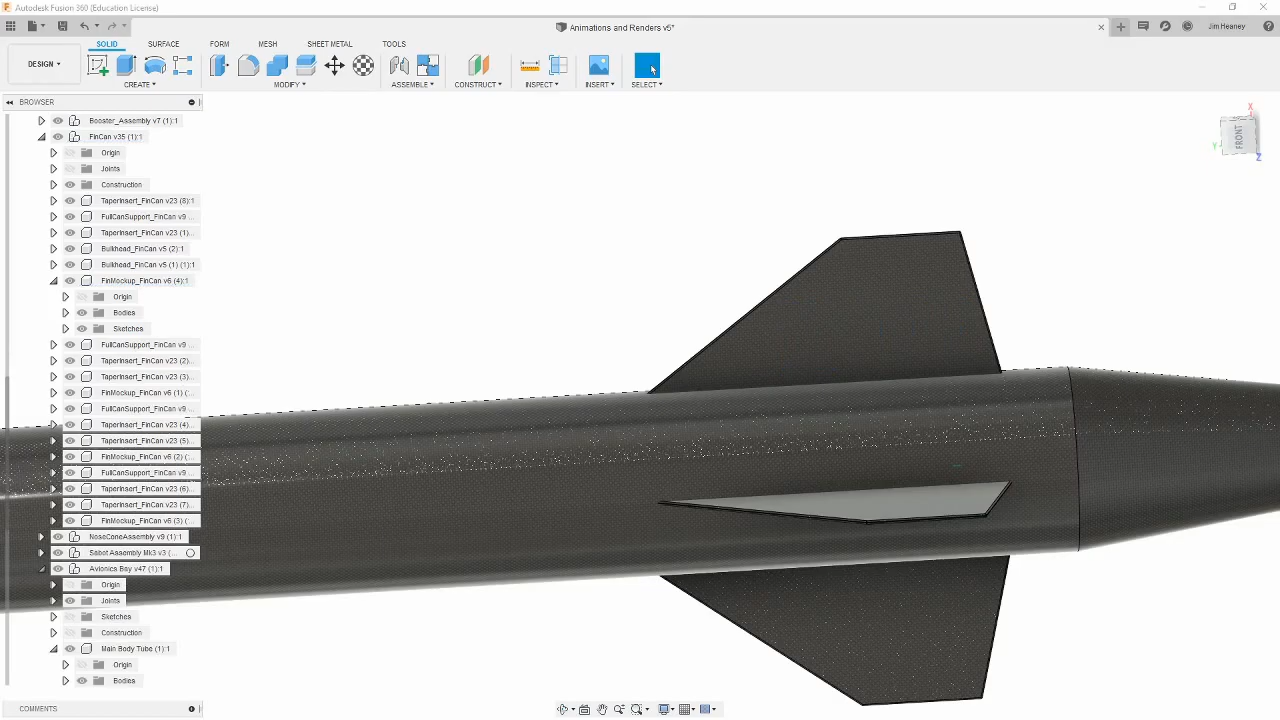 Autodesk Fusion 360 (Education License)
Animations and Renders v5*
Jim Heaney
SOLID SURFACE FORM MESH SHEET METAL TOOLS
DESIGN
CREATE MODIFY ASSEMBLE CONSTRUCT INSPECT INSERT SELECT
BROWSER
Booster_Assembly v7 (1):1
FinCan v35 (1):1
Origin
Joints
Construction
TaperInsert_FinCan v23 (8):1
FullCanSupport_FinCan v9 ...
TaperInsert_FinCan v23 (1)...
Bulkhead_FinCan v5 (2):1
Bulkhead_FinCan v5 (1) (1):1
FinMockup_FinCan v6 (4):1
Origin
Bodies
Sketches
FullCanSupport_FinCan v9 ...
TaperInsert_FinCan v23 (2)...
TaperInsert_FinCan v23 (3)...
FinMockup_FinCan v6 (1) (...
FullCanSupport_FinCan v9 ...
TaperInsert_FinCan v23 (4)...
TaperInsert_FinCan v23 (5)...
FinMockup_FinCan v6 (2) (...
FullCanSupport_FinCan v9 ...
TaperInsert_FinCan v23 (6)...
TaperInsert_FinCan v23 (7)...
FinMockup_FinCan v6 (3) (...
NoseConeAssembly v9 (1):1
Sabot Assembly Mk3 v3 (...
Avionics Bay v47 (1):1
Origin
Joints
Sketches
Construction
Main Body Tube (1):1
Origin
Bodies
COMMENTS
X
FRONT
Y
Z